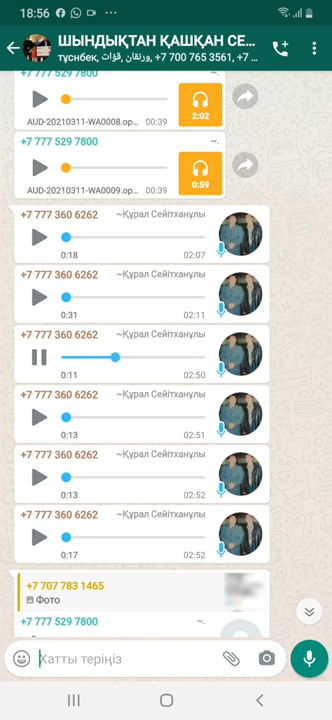 18:56
ШЫНДЫҚТАН ҚАШҚАН СЕ...
тұснбек, ورتقان, قۇات, +7 700 765 3561, +7 ...
+7 777 529 7800
2:02
AUD-20210311-WA0008.op... 00:39
+7 777 529 7800 ~.
0:59
AUD-20210311-WA0009.op... 00:39
+7 777 360 6262 ~Құрал Сейітханұлы
0:18 02:07
+7 777 360 6262 ~Құрал Сейітханұлы
0:31 02:11
+7 777 360 6262 ~Құрал Сейітханұлы
0:11 02:50
+7 777 360 6262 ~Құрал Сейітханұлы
0:13 02:51
+7 777 360 6262 ~Құрал Сейітханұлы
0:13 02:52
+7 777 360 6262 ~Құрал Сейітханұлы
0:17 02:52
+7 707 783 1465
Фото
+7 777 529 7800 ~.
Хатты теріңіз